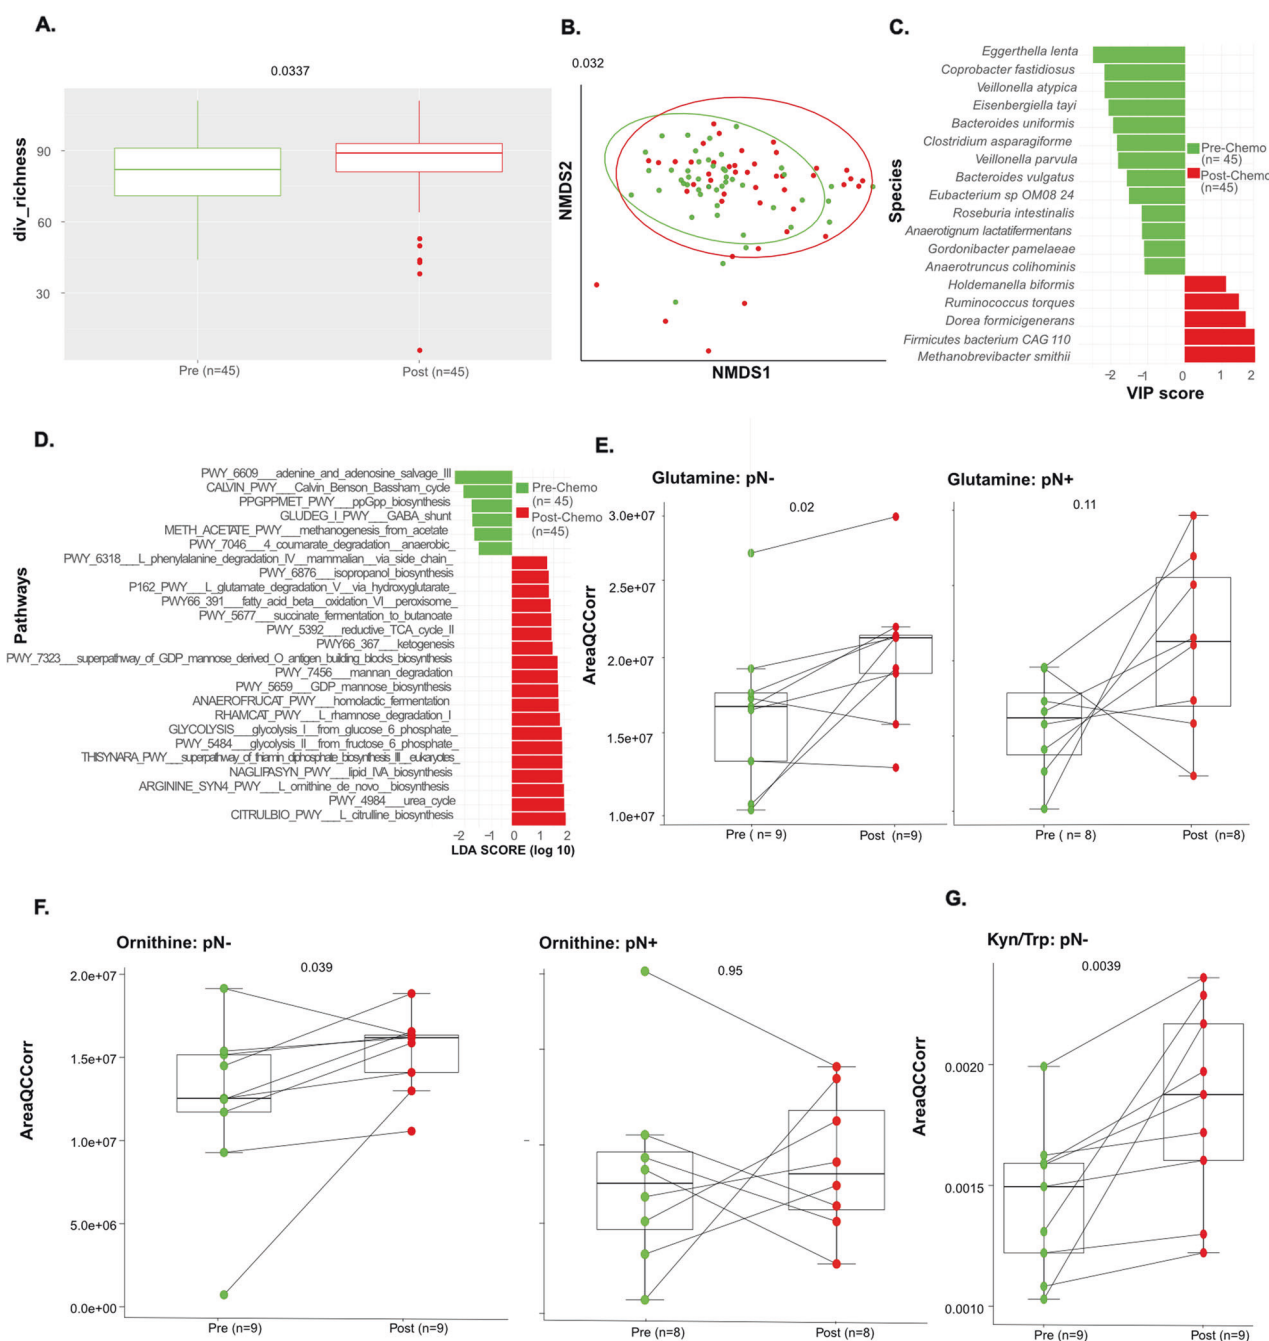 A.
0.0337
div_richness
90
60
30
Pre (n=45)
Post (n=45)
B.
0.032
NMDS2
NMDS1
C.
Species
Eggerthella lenta
Coprobacter fastidiosus
Veillonella atypica
Eisenbergiella tayi
Bacteroides uniformis
Clostridium asparagiforme
Veillonella parvula
Bacteroides vulgatus
Eubacterium sp OM08 24
Roseburia intestinalis
Anaerotignum lactatifermentans
Gordonibacter pamelaeae
Anaerotruncus colihominis
Holdemanella biformis
Ruminococcus torques
Dorea formicigenerans
Firmicutes bacterium CAG 110
Methanobrevibacter smithii
Pre-Chemo
(n= 45)
Post-Chemo
(n=45)
−2 −1 0 1 2
VIP score
D.
Pathways
PWY_6609___adenine_and_adenosine_salvage_III
CALVIN_PWY___Calvin_Benson_Bassham_cycle
PPGPPMET_PWY___ppGpp_biosynthesis
GLUDEG_I_PWY___GABA_shunt
METH_ACETATE_PWY___methanogenesis_from_acetate
PWY_7046___4_coumarate_degradation__anaerobic_
PWY_6318___L_phenylalanine_degradation_IV__mammalian__via_side_chain_
PWY_6876___isopropanol_biosynthesis
P162_PWY___L_glutamate_degradation_V__via_hydroxyglutarate_
PWY66_391___fatty_acid_beta__oxidation_VI__peroxisome_
PWY_5677___succinate_fermentation_to_butanoate
PWY_5392___reductive_TCA_cycle_II
PWY66_367___ketogenesis
PWY_7323___superpathway_of_GDP_mannose_derived_O_antigen_building_blocks_biosynthesis
PWY_7456___mannan_degradation
PWY_5659___GDP_mannose_biosynthesis
ANAEROFRUCAT_PWY___homolactic_fermentation
RHAMCAT_PWY___L_rhamnose_degradation_I
GLYCOLYSIS___glycolysis_I__from_glucose_6_phosphate_
PWY_5484___glycolysis_II__from_fructose_6_phosphate_
THISYNARA_PWY___superpathway_of_thiamin_diphosphate_biosynthesis_III__eukaryotes_
NAGLIPASYN_PWY___lipid_IVA_biosynthesis
ARGININE_SYN4_PWY___L_ornithine_de_novo__biosynthesis
PWY_4984___urea_cycle
CITRULBIO_PWY___L_citrulline_biosynthesis
Pre-Chemo
(n= 45)
Post-Chemo
(n=45)
−2 −1 0 1 2
LDA SCORE (log 10)
E.
Glutamine: pN-
0.02
AreaQCCorr
3.0e+07
2.5e+07
2.0e+07
1.5e+07
1.0e+07
Pre ( n= 9)
Post (n=9)
Glutamine: pN+
0.11
Pre ( n= 8)
Post (n=8)
F.
Ornithine: pN-
0.039
AreaQCCorr
2.0e+07
1.5e+07
1.0e+07
5.0e+06
0.0e+00
Pre (n=9)
Post (n=9)
Ornithine: pN+
0.95
Pre (n=8)
Post (n=8)
G.
Kyn/Trp: pN-
0.0039
AreaQCCorr
0.0020
0.0015
0.0010
Pre (n=9)
Post (n=9)